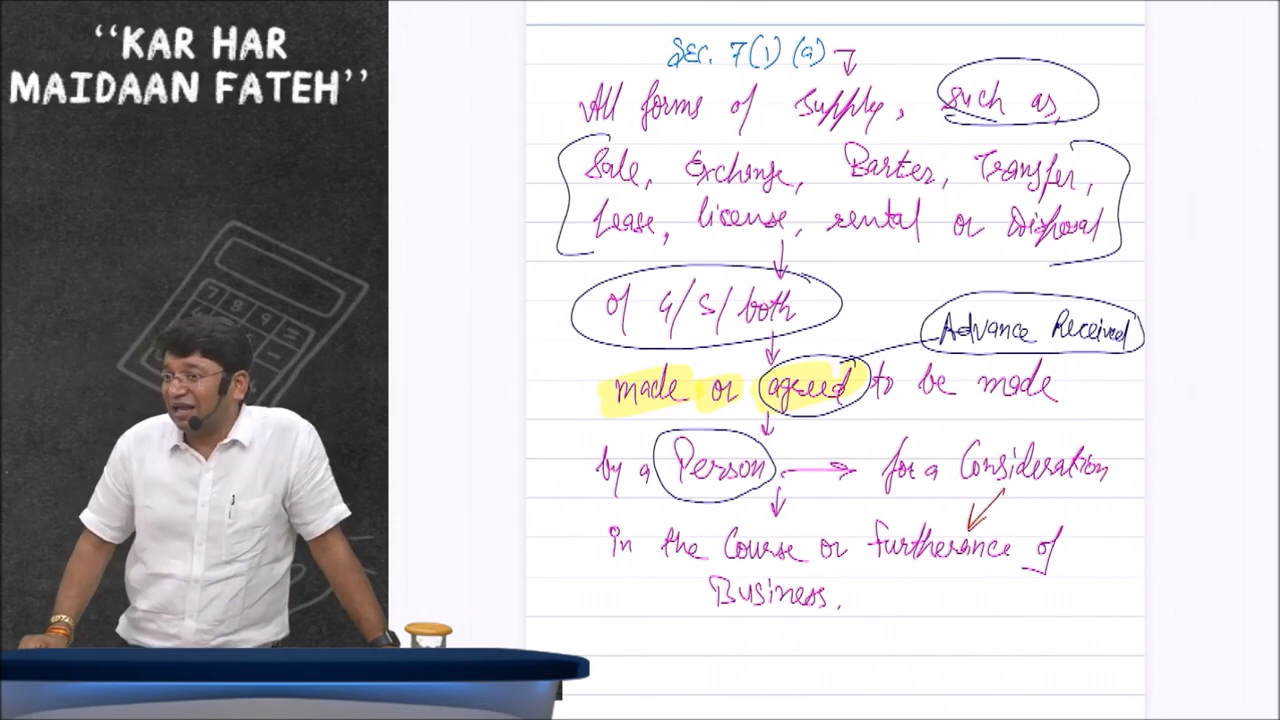 “KAR HAR
MAIDAAN FATEH”
Sec. 7(1)(a)
All forms of supply, such as,
Sale, Exchange, Barter, Transfer,
Lease, license, rental or Disposal
of G/S/both
Advance Received
made or agreed to be made
by a Person → for a Consideration
in the Course or furtherance of
Business.